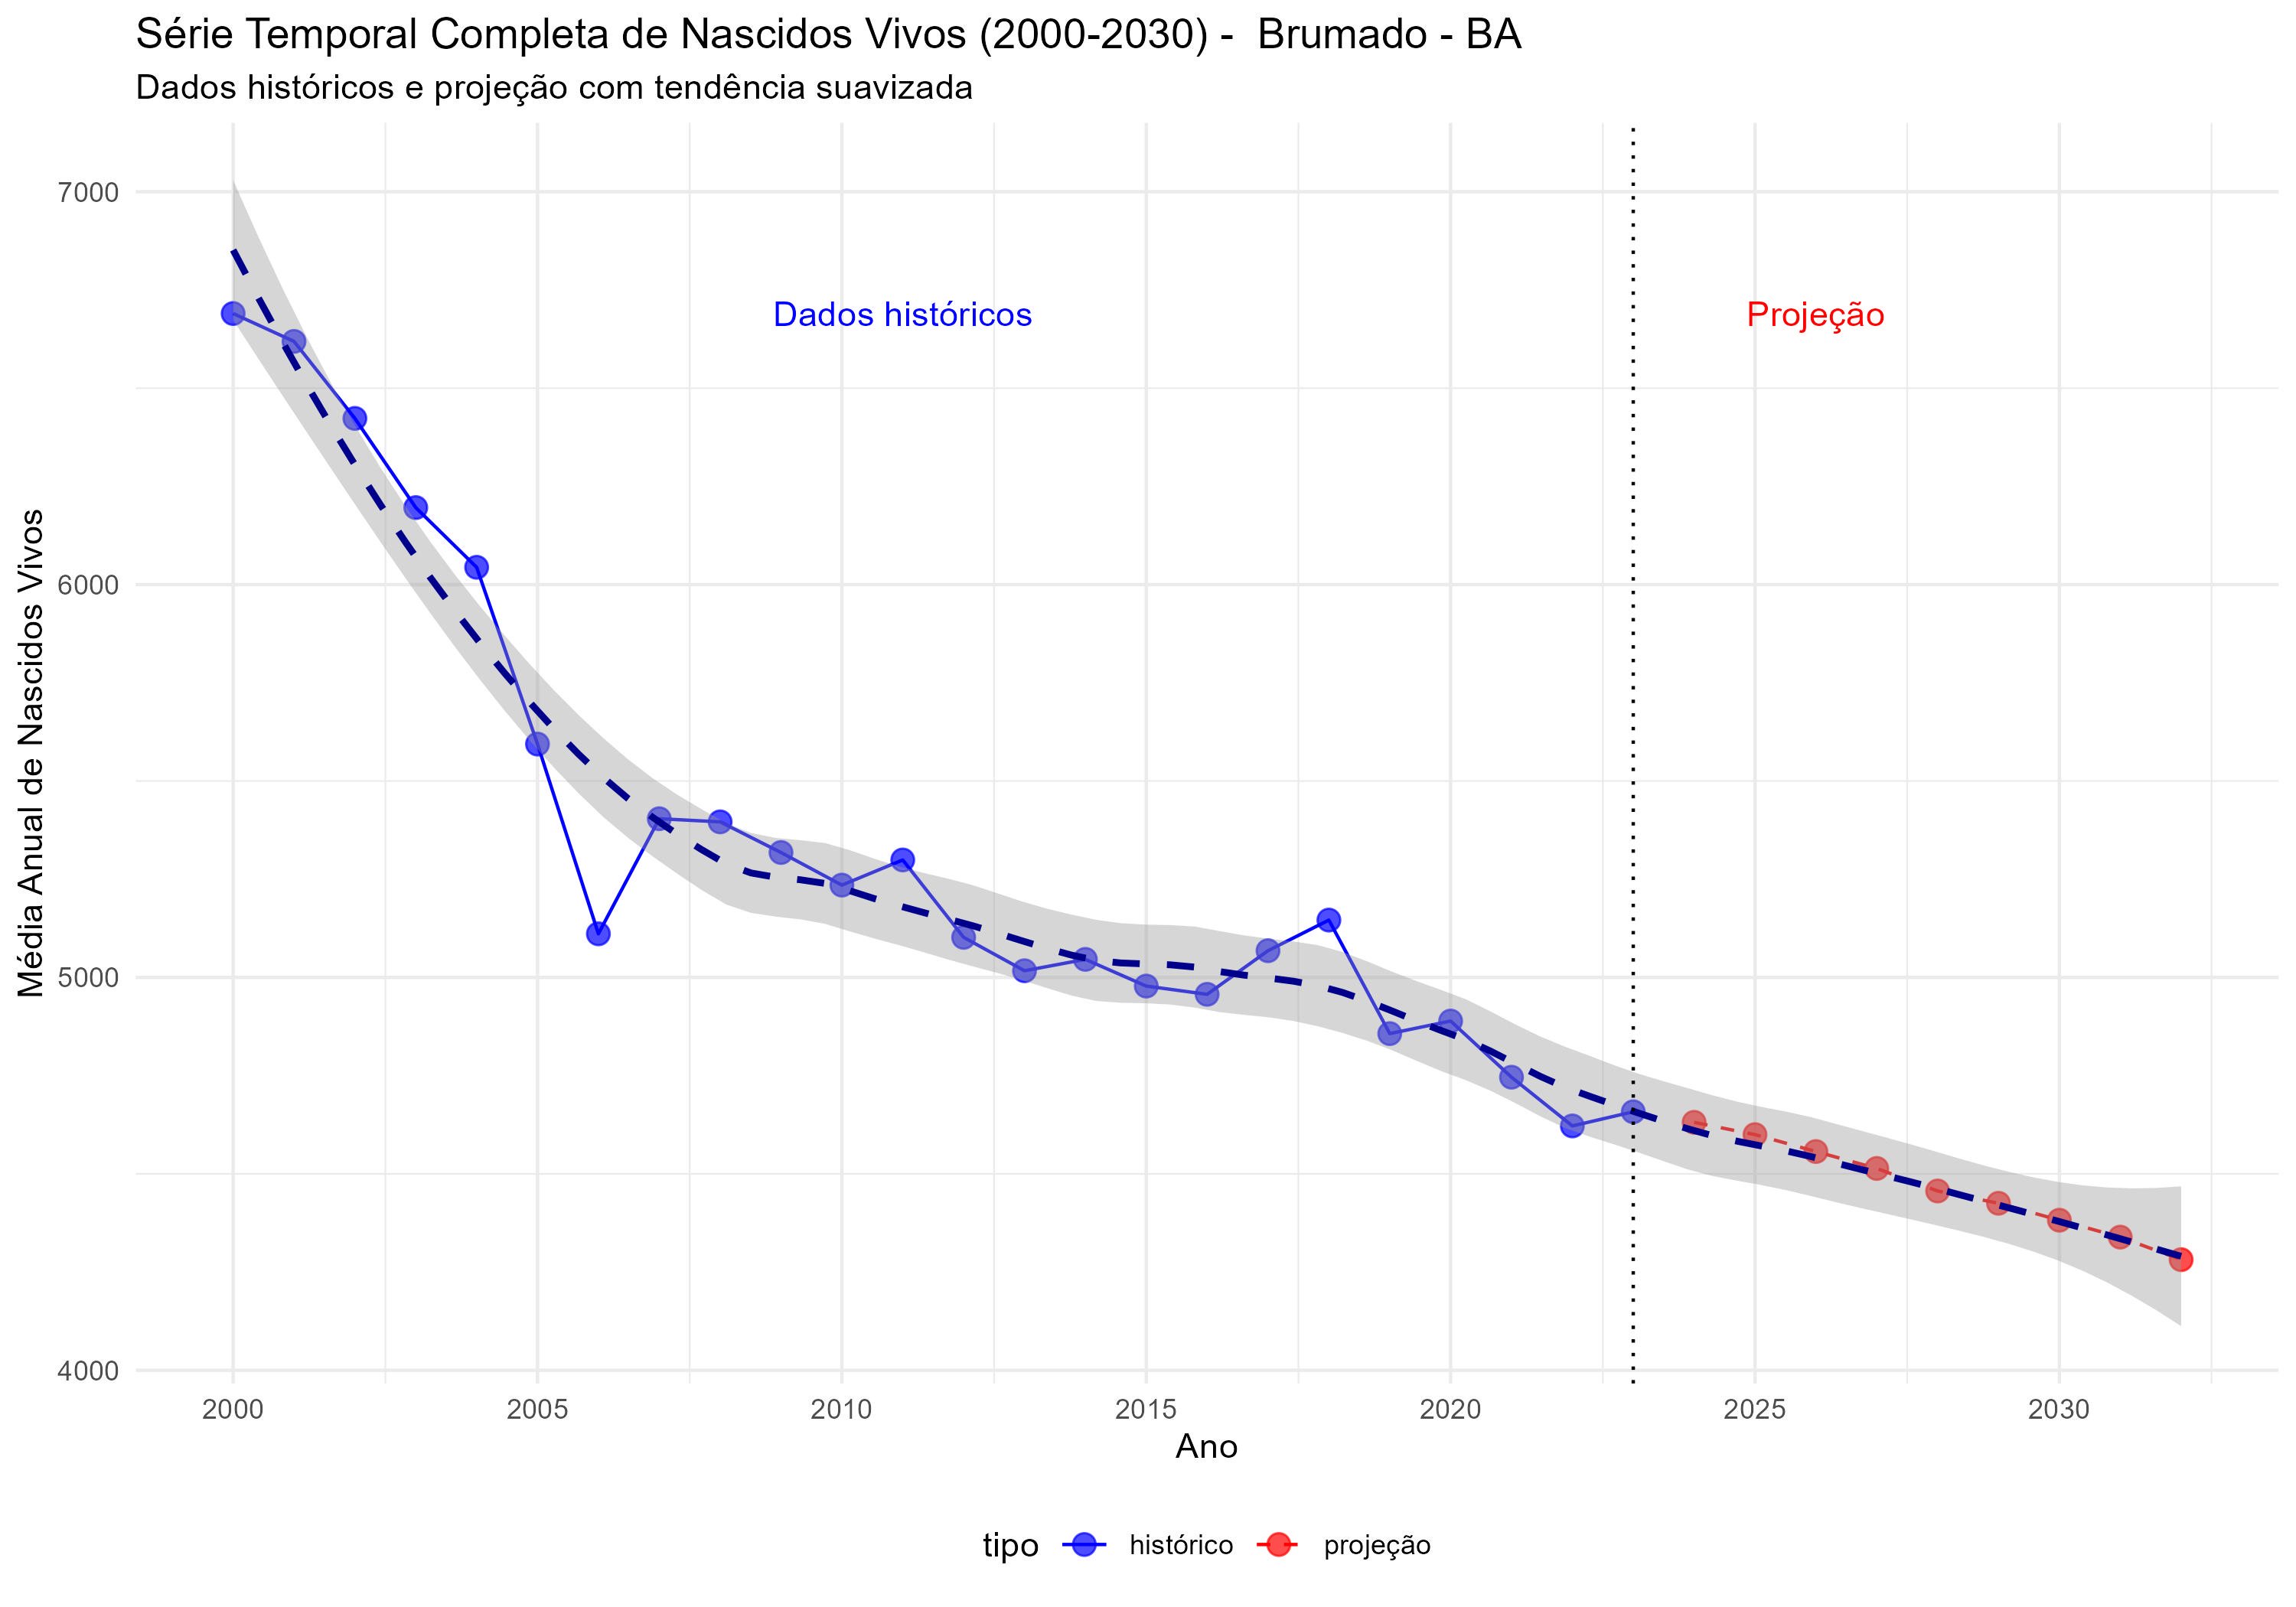 Série Temporal Completa de Nascidos Vivos (2000-2030) -  Brumado - BA
Dados históricos e projeção com tendência suavizada
Média Anual de Nascidos Vivos
7000
6000
5000
4000
Dados históricos
Projeção
2000
2005
2010
2015
2020
2025
2030
Ano
tipo
histórico
projeção